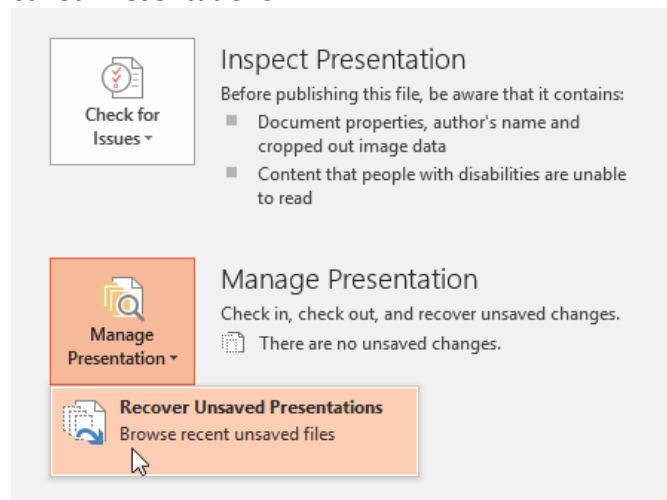 Check for
Issues
Inspect Presentation
Before publishing this file, be aware that it contains:
Document properties, author's name and
cropped out image data
Content that people with disabilities are unable
to read
Manage
Presentation
Manage Presentation
Check in, check out, and recover unsaved changes.
There are no unsaved changes.
Recover Unsaved Presentations
Browse recent unsaved files